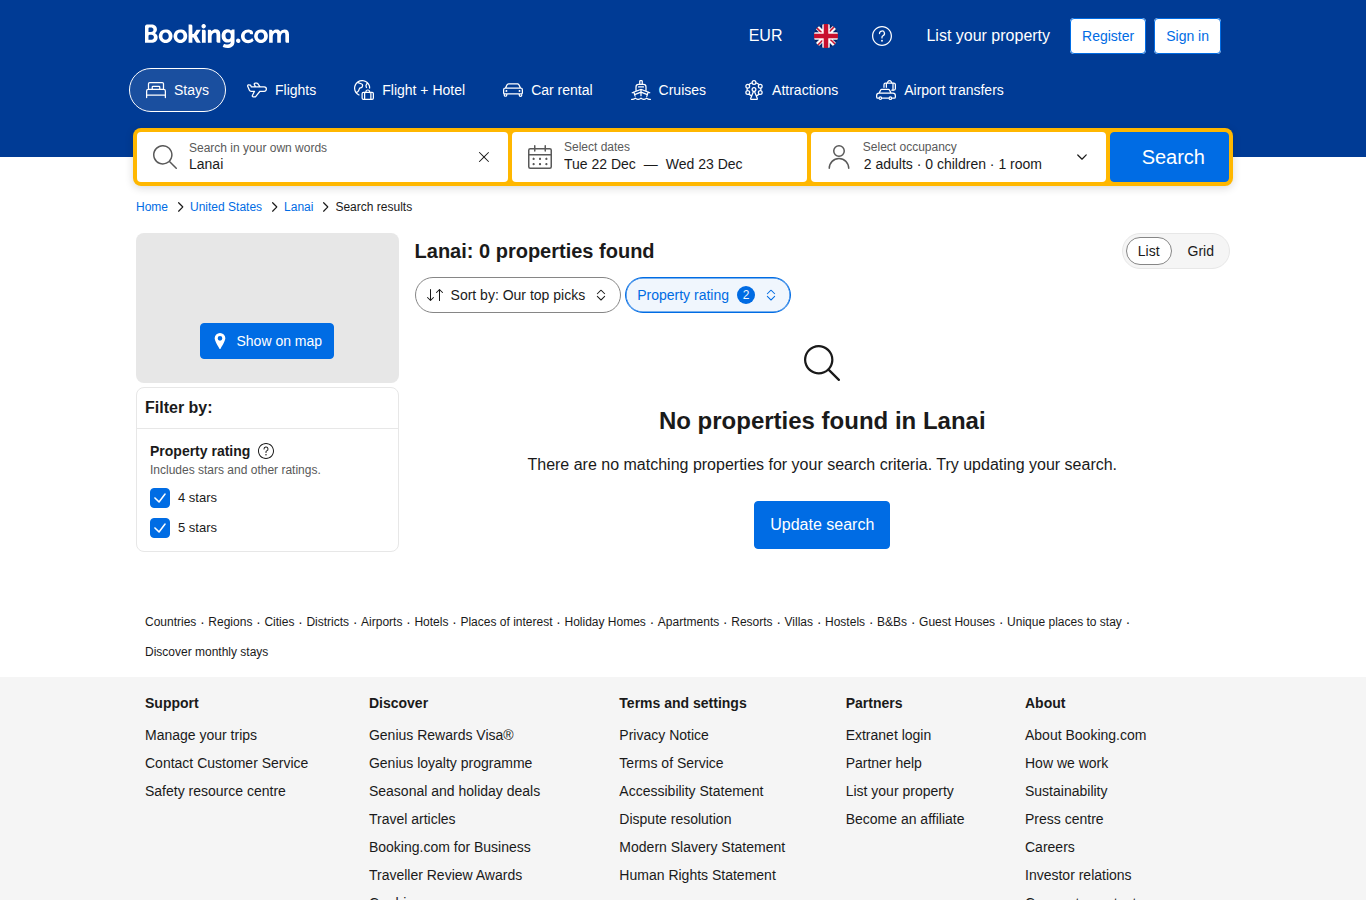 Booking.com
EUR
List your property
Register
Sign in
Stays
Flights
Flight + Hotel
Car rental
Cruises
Attractions
Airport transfers
Search in your own words
Lanai
Select dates
Tue 22 Dec — Wed 23 Dec
Select occupancy
2 adults · 0 children · 1 room
Search
Home
United States
Lanai
Search results
Show on map
Filter by:
Property rating ?
Includes stars and other ratings.
4 stars
5 stars
Lanai: 0 properties found
List
Grid
Sort by: Our top picks
Property rating 2
No properties found in Lanai
There are no matching properties for your search criteria. Try updating your search.
Update search
Countries · Regions · Cities · Districts · Airports · Hotels · Places of interest · Holiday Homes · Apartments · Resorts · Villas · Hostels · B&Bs · Guest Houses · Unique places to stay ·
Discover monthly stays
Support
Manage your trips
Contact Customer Service
Safety resource centre
Discover
Genius Rewards Visa®
Genius loyalty programme
Seasonal and holiday deals
Travel articles
Booking.com for Business
Traveller Review Awards
Terms and settings
Privacy Notice
Terms of Service
Accessibility Statement
Dispute resolution
Modern Slavery Statement
Human Rights Statement
Partners
Extranet login
Partner help
List your property
Become an affiliate
About
About Booking.com
How we work
Sustainability
Press centre
Careers
Investor relations